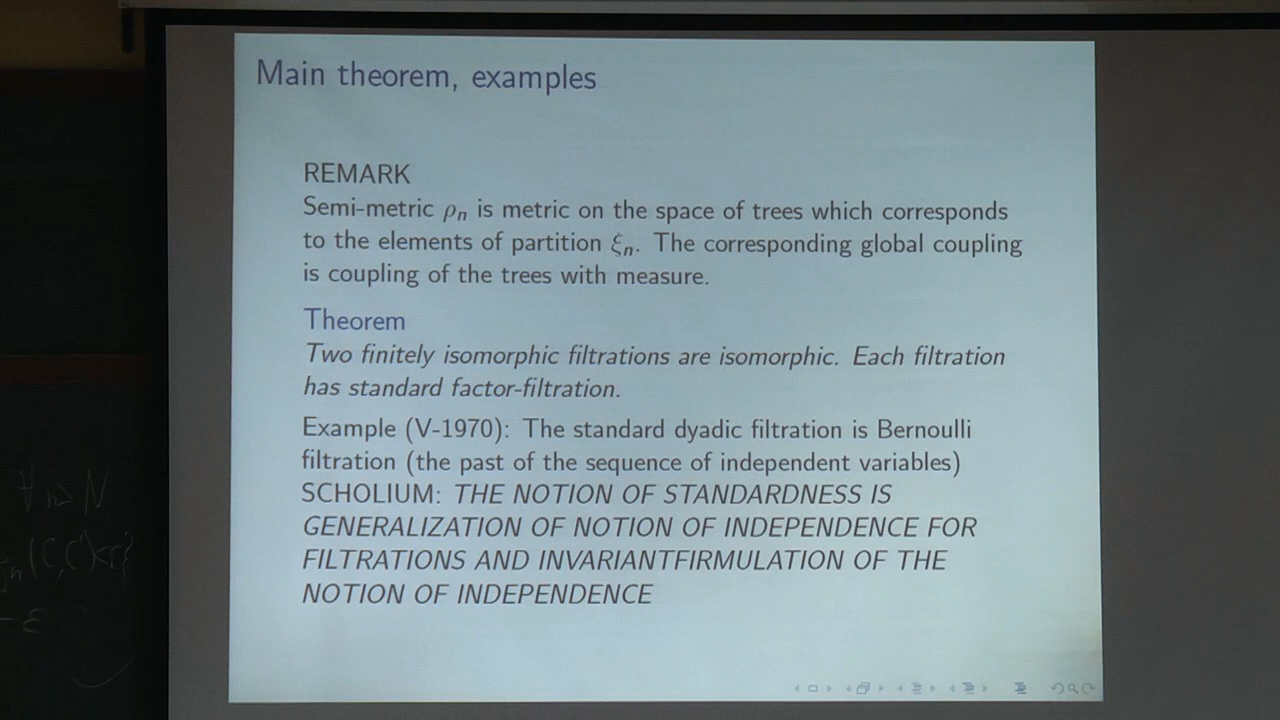 Main theorem, examples
REMARK
Semi-metric ρn is metric on the space of trees which corresponds
to the elements of partition ξn. The corresponding global coupling
is coupling of the trees with measure.
Theorem
Two finitely isomorphic filtrations are isomorphic. Each filtration
has standard factor-filtration.
Example (V-1970): The standard dyadic filtration is Bernoulli
filtration (the past of the sequence of independent variables)
SCHOLIUM: THE NOTION OF STANDARDNESS IS
GENERALIZATION OF NOTION OF INDEPENDENCE FOR
FILTRATIONS AND INVARIANTFIRMULATION OF THE
NOTION OF INDEPENDENCE